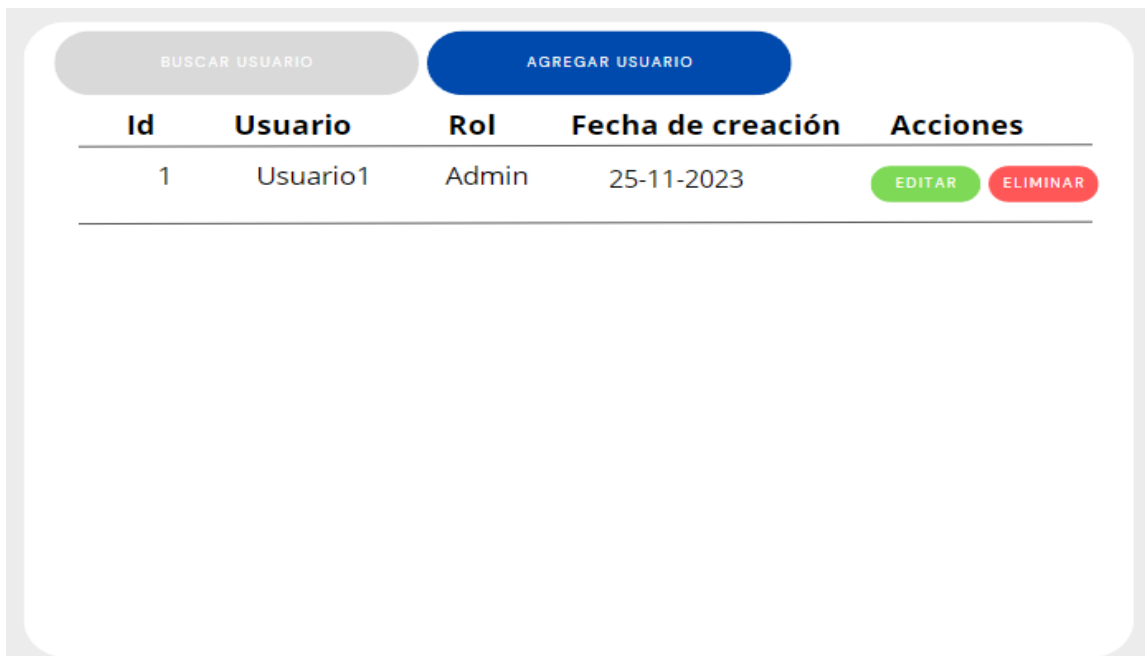 BUSCAR USUARIO AGREGAR USUARIO
Id Usuario Rol Fecha de creación Acciones
1 Usuario1 Admin 25-11-2023 EDITAR ELIMINAR